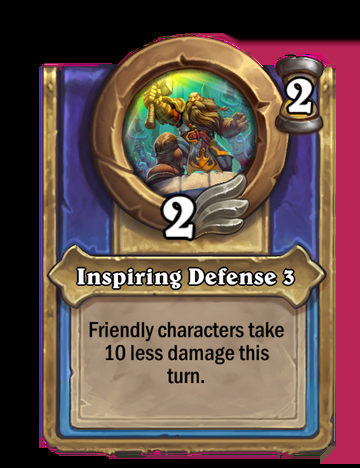 2
2
Inspiring Defense 3
Friendly characters take
10 less damage this
turn.